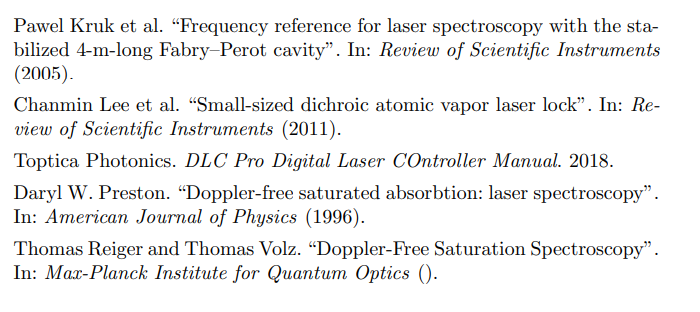 Pawel Kruk et al. “Frequency reference for laser spectroscopy with the sta-
bilized 4-m-long Fabry–Perot cavity”. In: Review of Scientific Instruments
(2005).
Chanmin Lee et al. “Small-sized dichroic atomic vapor laser lock”. In: Re-
view of Scientific Instruments (2011).
Toptica Photonics. DLC Pro Digital Laser COntroller Manual. 2018.
Daryl W. Preston. “Doppler-free saturated absorbtion: laser spectroscopy”.
In: American Journal of Physics (1996).
Thomas Reiger and Thomas Volz. “Doppler-Free Saturation Spectroscopy”.
In: Max-Planck Institute for Quantum Optics ().